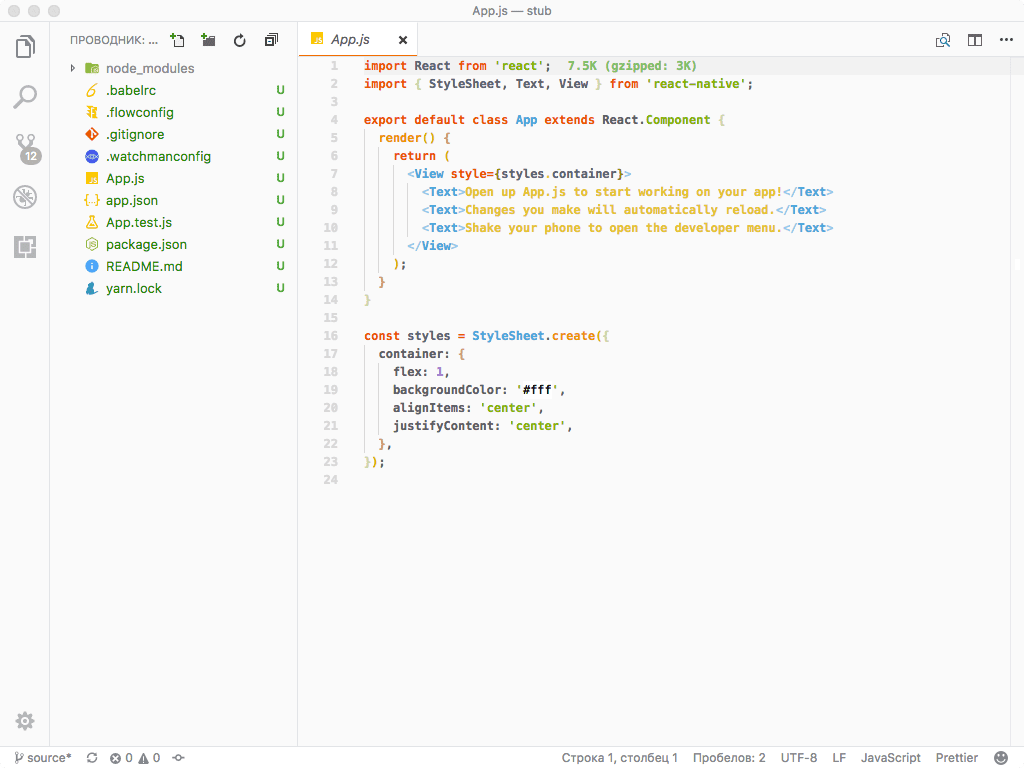 App.js — stub
ПРОВОДНИК: ...
App.js
node_modules
.babelrc U
.flowconfig U
.gitignore U
.watchmanconfig U
App.js U
app.json U
App.test.js U
package.json U
README.md U
yarn.lock U
12
1 import React from 'react'; 7.5K (gzipped: 3K)
2 import { StyleSheet, Text, View } from 'react-native';
3
4 export default class App extends React.Component {
5 render() {
6 return (
7 <View style={styles.container}>
8 <Text>Open up App.js to start working on your app!</Text>
9 <Text>Changes you make will automatically reload.</Text>
10 <Text>Shake your phone to open the developer menu.</Text>
11 </View>
12 );
13 }
14 }
15
16 const styles = StyleSheet.create({
17 container: {
18 flex: 1,
19 backgroundColor: '#fff',
20 alignItems: 'center',
21 justifyContent: 'center',
22 },
23 });
24
source* 0 0 Строка 1, столбец 1 Пробелов: 2 UTF-8 LF JavaScript Prettier